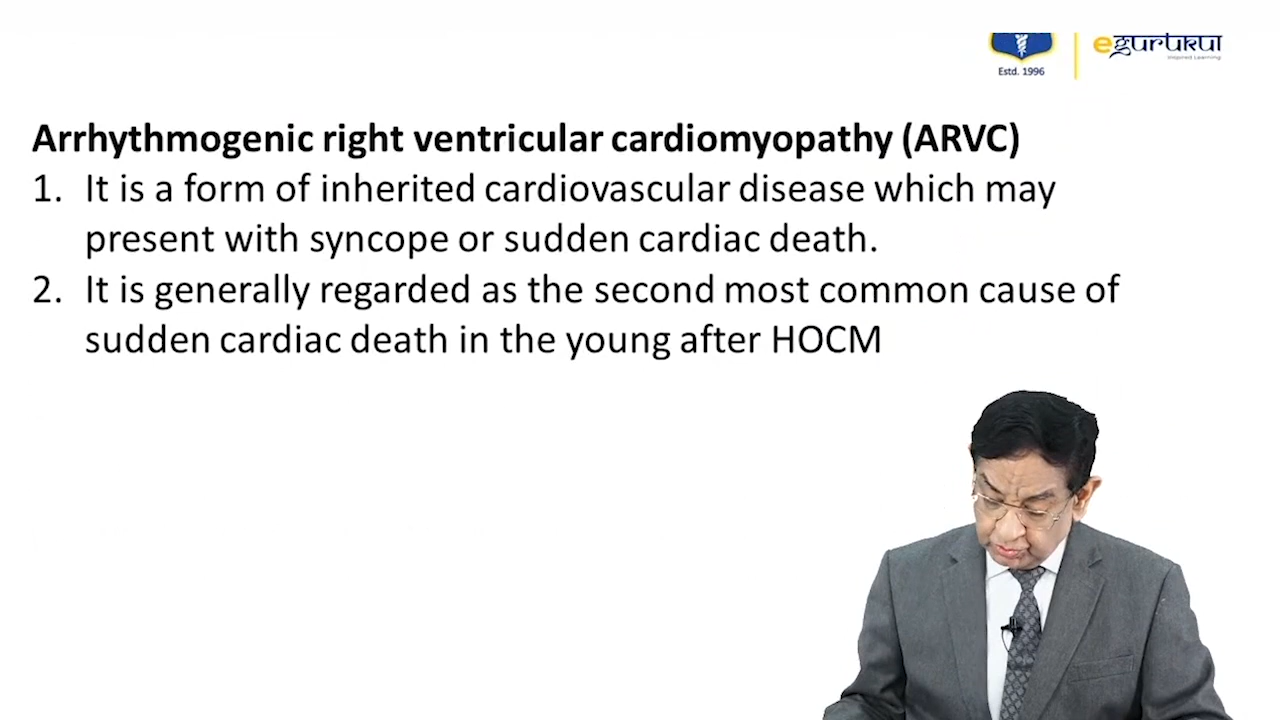 Estd. 1996
egurukul
Inspired Learning
Arrhythmogenic right ventricular cardiomyopathy (ARVC)
1. It is a form of inherited cardiovascular disease which may
present with syncope or sudden cardiac death.
2. It is generally regarded as the second most common cause of
sudden cardiac death in the young after HOCM